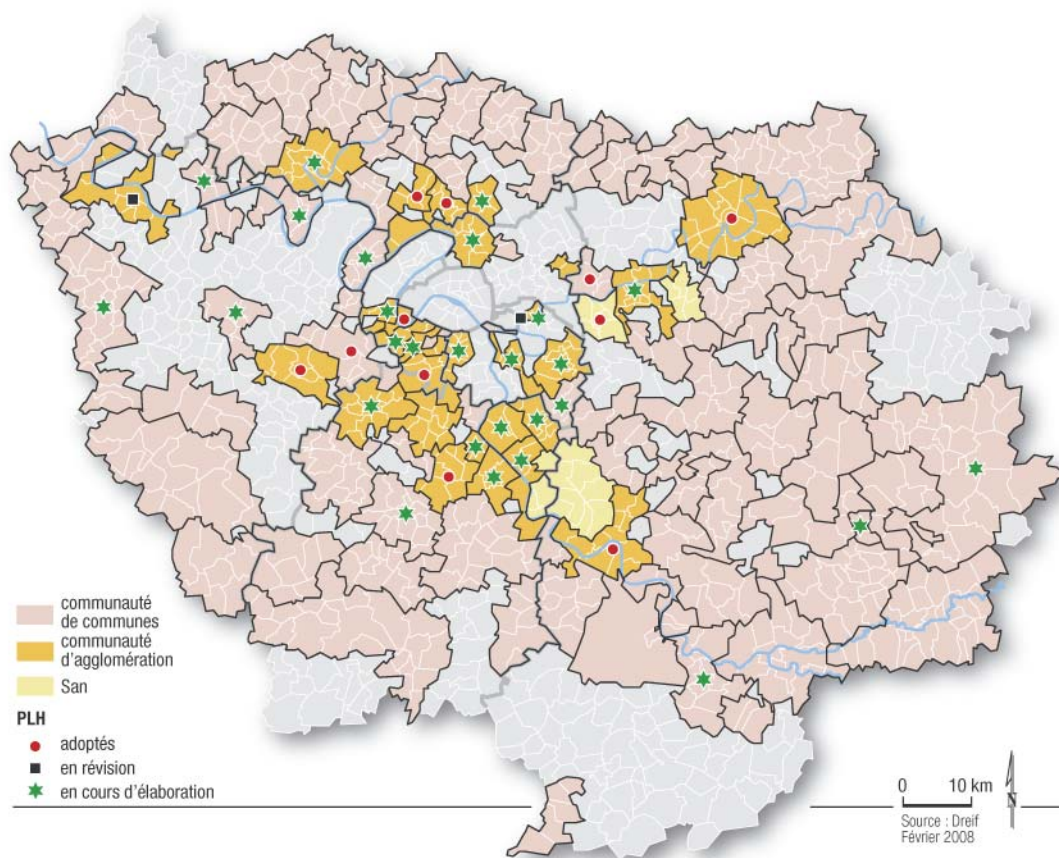 communauté
de communes
communauté
d'agglomération
San
PLH
adoptés
en révision
en cours d'élaboration
0 10 km
N
Source : Dreif
Février 2008